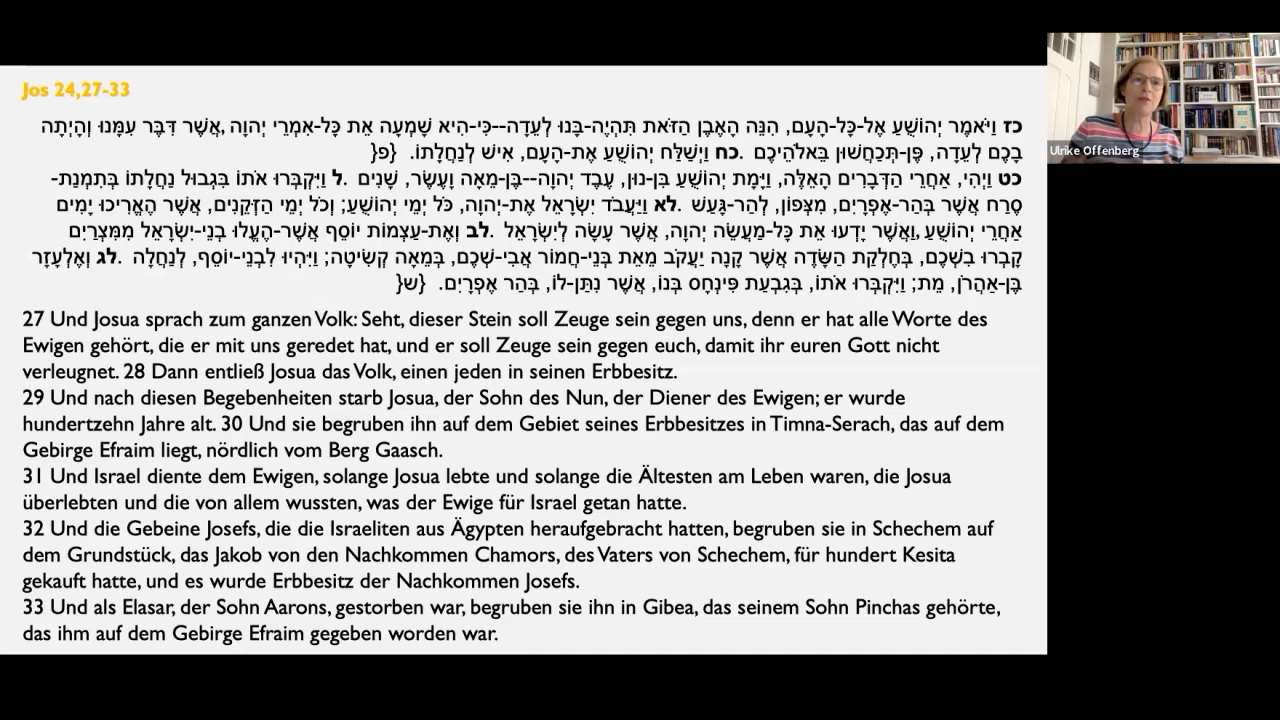 Jos 24,27-33
כז וַיֹּאמֶר יְהוֹשֻׁעַ אֶל-כָּל-הָעָם, הִנֵּה הָאֶבֶן הַזֹּאת תִּהְיֶה-בָּנוּ לְעֵדָה--כִּי-הִיא שָׁמְעָה אֵת כָּל-אִמְרֵי יְהוָה ,אֲשֶׁר דִּבֶּר עִמָּנוּ וְהָיְתָה
בָכֶם לְעֵדָה, פֶּן-תְּכַחֲשׁוּן בֵּאלֹהֵיכֶם .כח וַיְשַׁלַּח יְהוֹשֻׁעַ אֶת-הָעָם, אִישׁ לְנַחֲלָתוֹ. {פ}
כט וַיְהִי, אַחֲרֵי הַדְּבָרִים הָאֵלֶּה, וַיָּמָת יְהוֹשֻׁעַ בִּן-נוּן, עֶבֶד יְהוָה--בֶּן-מֵאָה וָעֶשֶׂר, שָׁנִים .ל וַיִּקְבְּרוּ אֹתוֹ בִּגְבוּל נַחֲלָתוֹ בְּתִמְנַת-
סֶרַח אֲשֶׁר בְּהַר-אֶפְרָיִם, מִצְּפוֹן, לְהַר-גָּעַשׁ .לא וַיַּעֲבֹד יִשְׂרָאֵל אֶת-יְהוָה, כֹּל יְמֵי יְהוֹשֻׁעַ; וְכֹל יְמֵי הַזְּקֵנִים, אֲשֶׁר הֶאֱרִיכוּ יָמִים
אַחֲרֵי יְהוֹשֻׁעַ ,וַאֲשֶׁר יָדְעוּ אֵת כָּל-מַעֲשֵׂה יְהוָה, אֲשֶׁר עָשָׂה לְיִשְׂרָאֵל .לב וְאֶת-עַצְמוֹת יוֹסֵף אֲשֶׁר-הֶעֱלוּ בְנֵי-יִשְׂרָאֵל מִמִּצְרַיִם
קָבְרוּ בִשְׁכֶם, בְּחֶלְקַת הַשָּׂדֶה אֲשֶׁר קָנָה יַעֲקֹב מֵאֵת בְּנֵי-חֲמוֹר אֲבִי-שְׁכֶם, בְּמֵאָה קְשִׂיטָה; וַיִּהְיוּ לִבְנֵי-יוֹסֵף, לְנַחֲלָה .לג וְאֶלְעָזָר
בֶּן-אַהֲרֹן, מֵת; וַיִּקְבְּרוּ אֹתוֹ, בְּגִבְעַת פִּינְחָס בְּנוֹ, אֲשֶׁר נִתַּן-לוֹ, בְּהַר אֶפְרָיִם. {ש}
27 Und Josua sprach zum ganzen Volk: Seht, dieser Stein soll Zeuge sein gegen uns, denn er hat alle Worte des
Ewigen gehört, die er mit uns geredet hat, und er soll Zeuge sein gegen euch, damit ihr euren Gott nicht
verleugnet. 28 Dann entließ Josua das Volk, einen jeden in seinen Erbbesitz.
29 Und nach diesen Begebenheiten starb Josua, der Sohn des Nun, der Diener des Ewigen; er wurde
hundertzehn Jahre alt. 30 Und sie begruben ihn auf dem Gebiet seines Erbbesitzes in Timna-Serach, das auf dem
Gebirge Efraim liegt, nördlich vom Berg Gaasch.
31 Und Israel diente dem Ewigen, solange Josua lebte und solange die Ältesten am Leben waren, die Josua
überlebten und die von allem wussten, was der Ewige für Israel getan hatte.
32 Und die Gebeine Josefs, die die Israeliten aus Ägypten heraufgebracht hatten, begruben sie in Schechem auf
dem Grundstück, das Jakob von den Nachkommen Chamors, des Vaters von Schechem, für hundert Kesita
gekauft hatte, und es wurde Erbbesitz der Nachkommen Josefs.
33 Und als Elasar, der Sohn Aarons, gestorben war, begruben sie ihn in Gibea, das seinem Sohn Pinchas gehörte,
das ihm auf dem Gebirge Efraim gegeben worden war.
Ulrike Offenberg